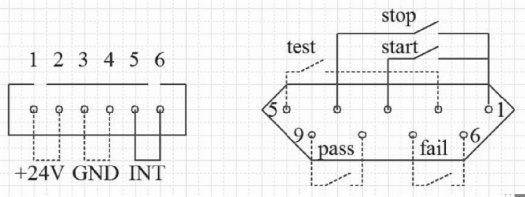 stop
test start
1 2 3 4 5 6
5 1
9 pass fail 6
+24V GND INT